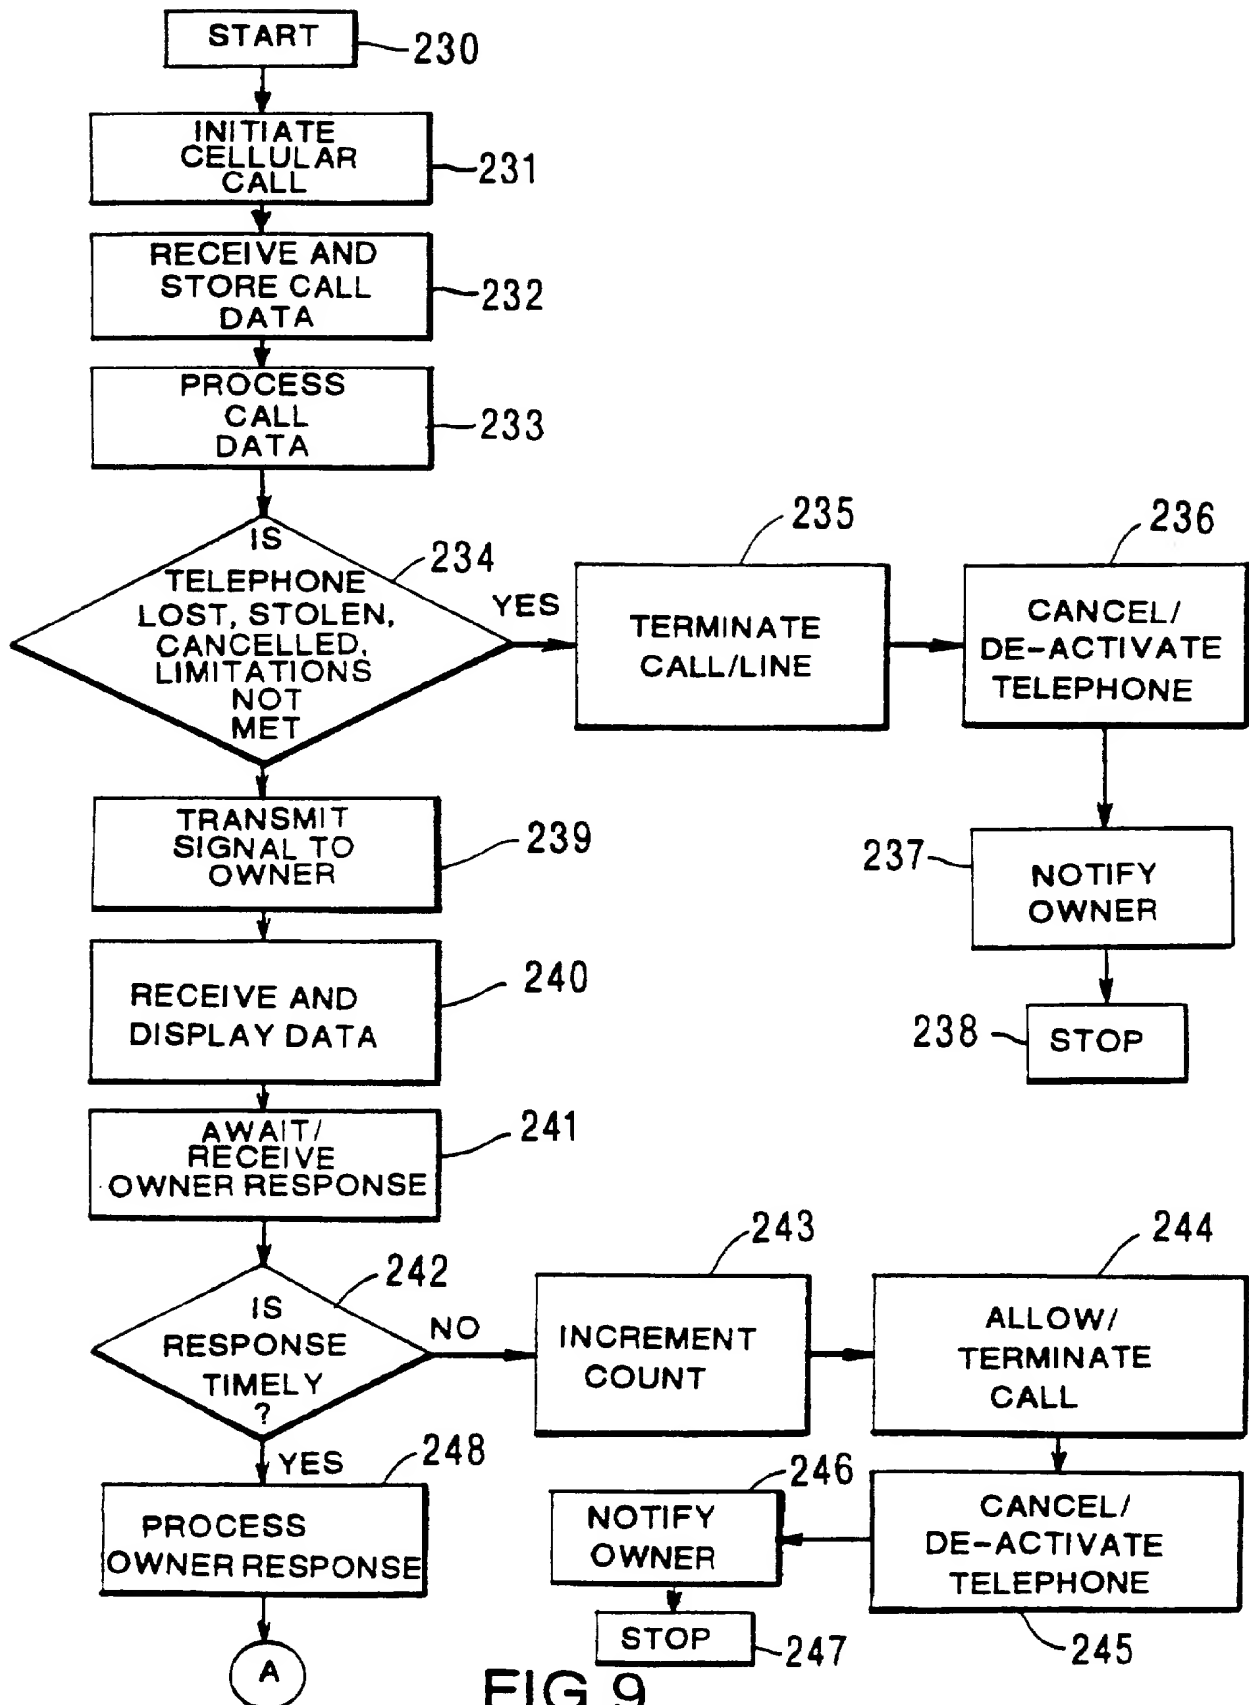 START
230
INITIATE
CELLULAR
CALL
231
RECEIVE AND
STORE CALL
DATA
232
PROCESS
CALL
DATA
233
IS
TELEPHONE
LOST, STOLEN,
CANCELLED,
LIMITATIONS
NOT
MET
234
YES
TERMINATE
CALL/LINE
235
CANCEL/
DE-ACTIVATE
TELEPHONE
236
NOTIFY
OWNER
237
STOP
238
TRANSMIT
SIGNAL TO
OWNER
239
RECEIVE AND
DISPLAY DATA
240
AWAIT/
RECEIVE
OWNER RESPONSE
241
IS
RESPONSE
TIMELY
?
242
NO
INCREMENT
COUNT
243
ALLOW/
TERMINATE
CALL
244
CANCEL/
DE-ACTIVATE
TELEPHONE
245
NOTIFY
OWNER
246
STOP
247
YES
PROCESS
OWNER RESPONSE
248
A
FIG 9